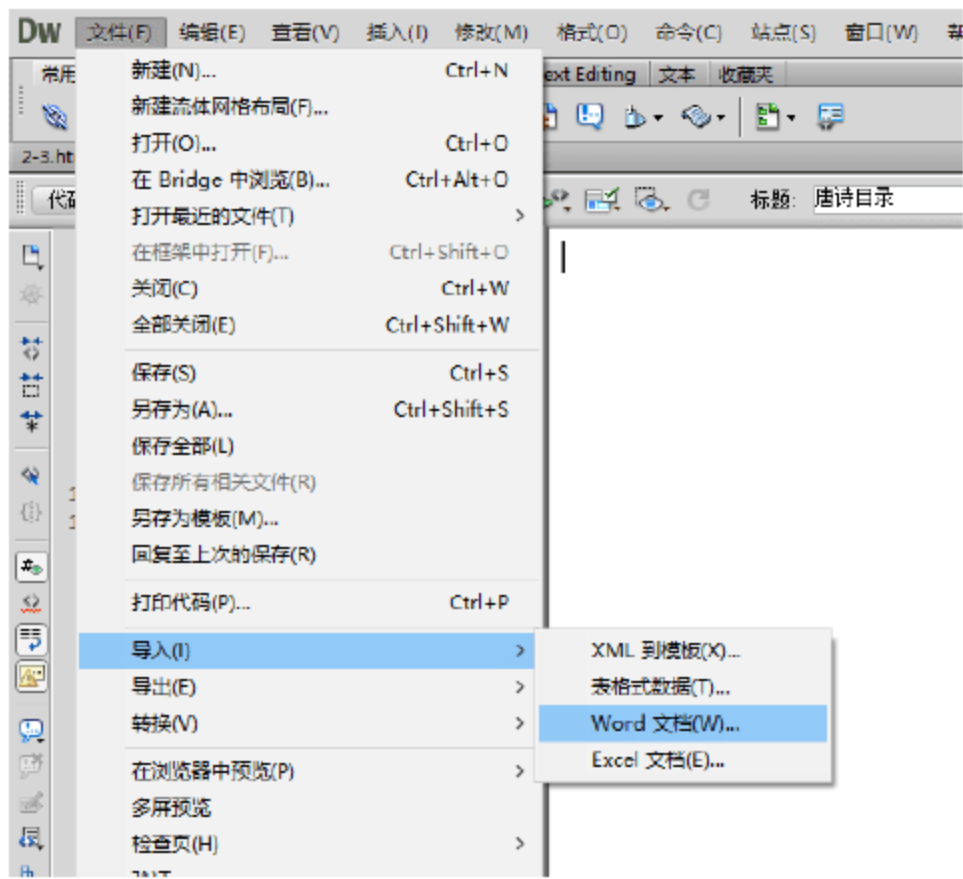 Dw 文件(F) 编辑(E) 查看(V) 插入(I) 修改(M) 格式(O) 命令(C) 站点(S) 窗口(W)
常用 ext Editing 文本 收藏夹
2-3.ht
标题: 唐诗目录
新建(N)... Ctrl+N
新建流体网格布局(F)...
打开(O)... Ctrl+O
在 Bridge 中浏览(B)... Ctrl+Alt+O
打开最近的文件(T)
在框架中打开(F)... Ctrl+Shift+O
关闭(C) Ctrl+W
全部关闭(E) Ctrl+Shift+W
保存(S) Ctrl+S
另存为(A)... Ctrl+Shift+S
保存全部(L)
保存所有相关文件(R)
另存为模板(M)...
回复至上次的保存(R)
打印代码(P)... Ctrl+P
导入(I)
导出(E)
转换(V)
在浏览器中预览(P)
多屏预览
检查页(H)
XML 到模板(X)...
表格式数据(T)...
Word 文档(W)...
Excel 文档(E)...